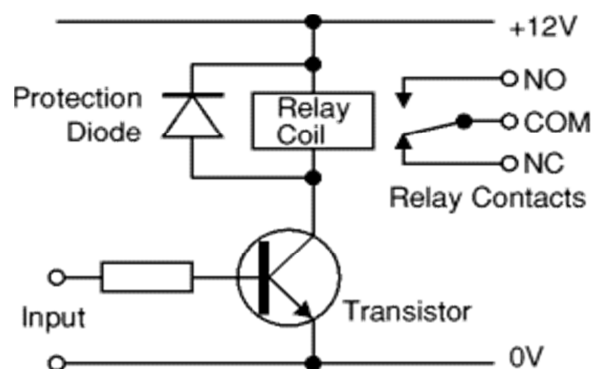 +12V
Protection
Diode
Relay
Coil
NO
COM
NC
Relay Contacts
Input
Transistor
0V